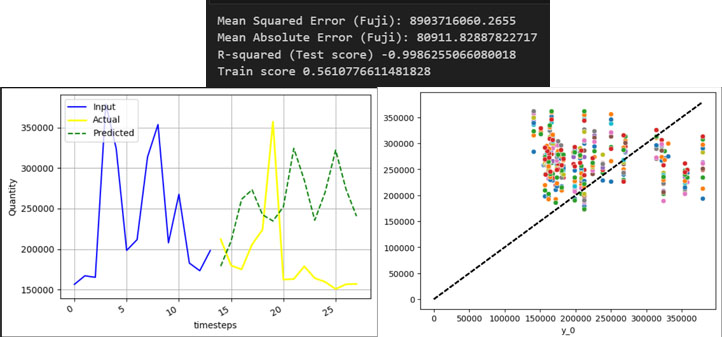 Mean Squared Error (Fuji): 8903716060.2655
Mean Absolute Error (Fuji): 80911.82887822717
R-squared (Test score) -0.9986255066080018
Train score 0.5610776611481828
Input
Actual
Predicted
350000
300000
250000
200000
150000
Quantity
0
5
10
15
20
25
timesteps
350000
300000
250000
200000
150000
100000
50000
0
0
50000
100000
150000
200000
250000
300000
350000
y_0